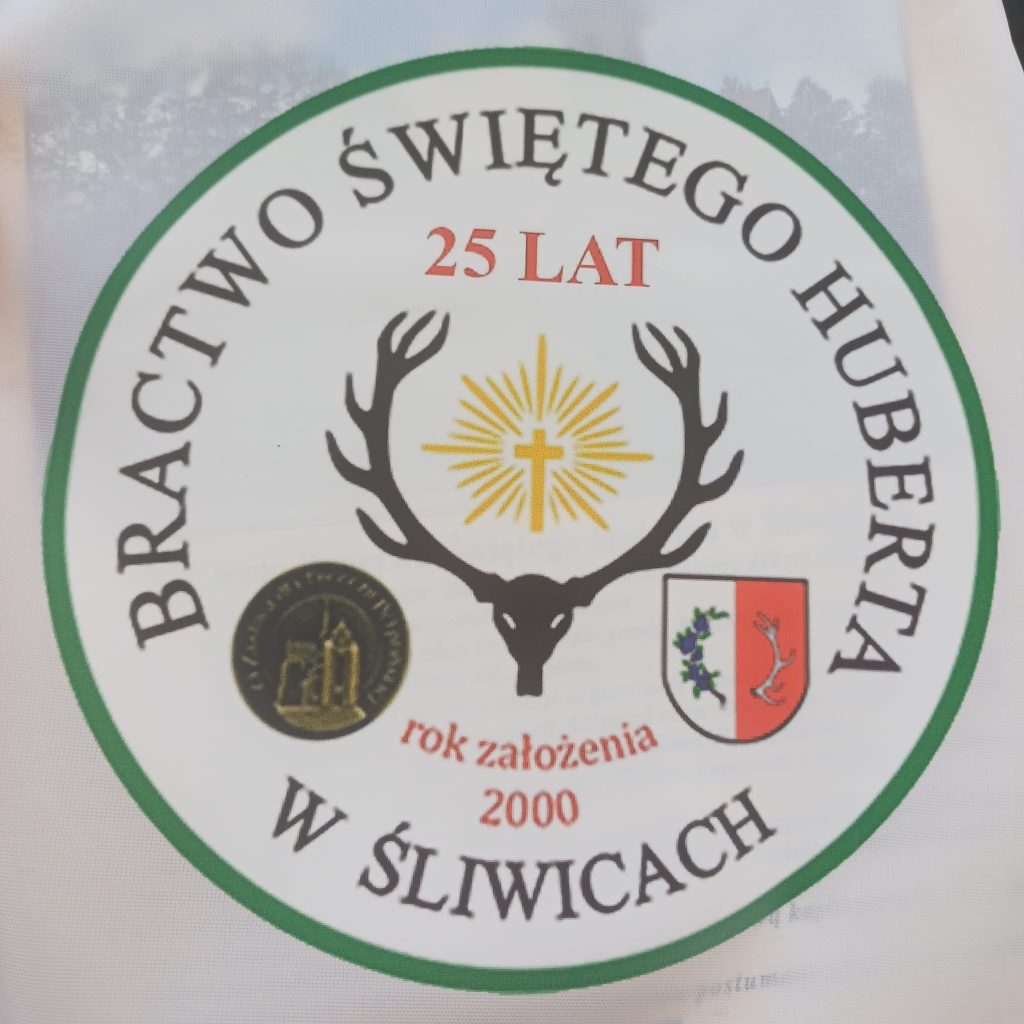 BRACTWO ŚWIĘTEGO HUBERTA
25 LAT
rok założenia
2000
W ŚLIWICACH